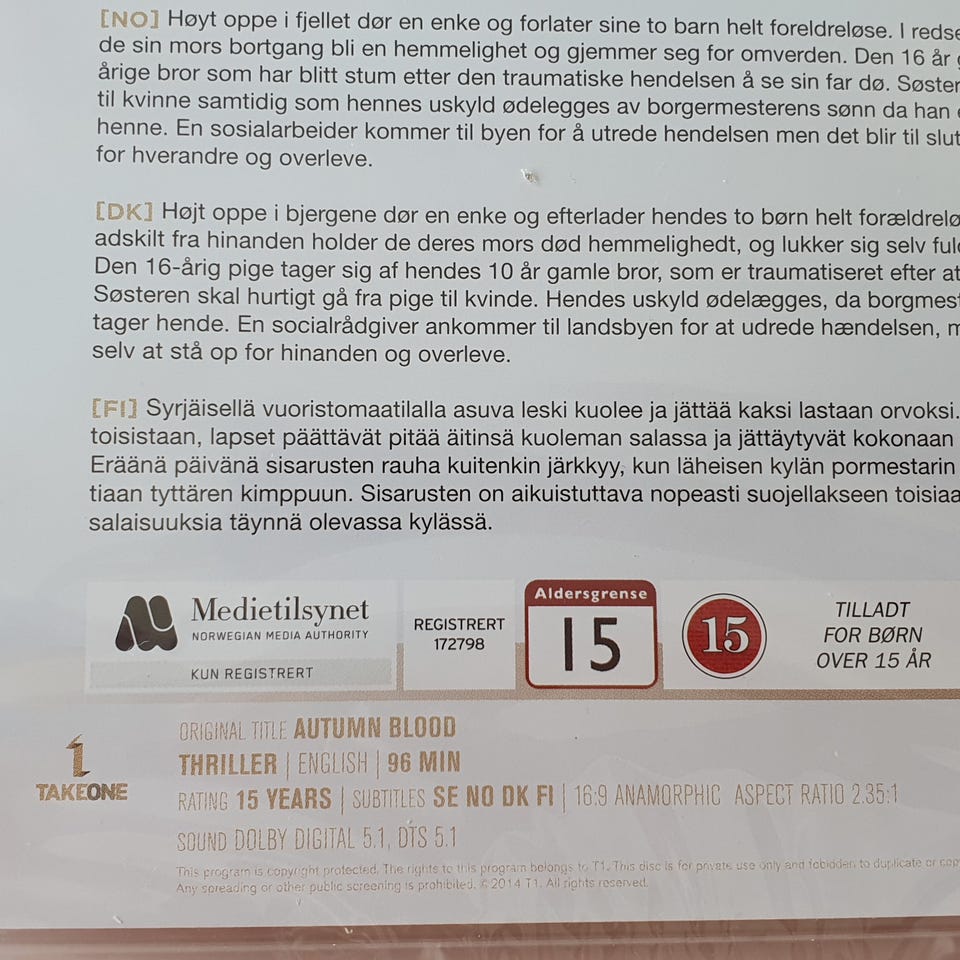 [NO] Høyt oppe i fjellet dør en enke og forlater sine to barn helt foreldreløse. I redse
de sin mors bortgang bli en hemmelighet og gjemmer seg for omverden. Den 16 år g
årige bror som har blitt stum etter den traumatiske hendelsen å se sin far dø. Søster
til kvinne samtidig som hennes uskyld ødelegges av borgermesterens sønn da han
henne. En sosialarbeider kommer til byen for å utrede hendelsen men det blir til slut
for hverandre og overleve.
[DK] Højt oppe i bjergene dør en enke og efterlader hendes to børn helt forældrelø
adskilt fra hinanden holder de deres mors død hemmelighedt, og lukker sig selv ful
Den 16-årig pige tager sig af hendes 10 år gamle bror, som er traumatiseret efter at
Søsteren skal hurtigt gå fra pige til kvinde. Hendes uskyld ødelægges, da borgmest
tager hende. En socialrådgiver ankommer til landsbyen for at udrede hændelsen, m
selv at stå op for hinanden og overleve.
[FI] Syrjäisellä vuoristomaatilalla asuva leski kuolee ja jättää kaksi lastaan orvoksi.
toisistaan, lapset päättävät pitää äitinsä kuoleman salassa ja jättäytyvät kokonaan
Eräänä päivänä sisarusten rauha kuitenkin järkkyy, kun läheisen kylän pormestarin
tiaan tyttären kimppuun. Sisarusten on aikuistuttava nopeasti suojellakseen toisiaa
salaisuuksia täynnä olevassa kylässä.
Medietilsynet
NORWEGIAN MEDIA AUTHORITY
KUN REGISTRERT
REGISTRERT
172798
Aldersgrense
15
15
TILLADT
FOR BØRN
OVER 15 ÅR
TAKEONE
ORIGINAL TITLE AUTUMN BLOOD
THRILLER | ENGLISH | 96 MIN
RATING 15 YEARS | SUBTITLES SE NO DK FI | 16:9 ANAMORPHIC ASPECT RATIO 2.35:1
SOUND DOLBY DIGITAL 5.1, DTS 5.1
This program is copyright protected. The rights to this program belongs to T1. This disc is for private use only and fobidden to duplicate or cop
Any spreading or other public screening is prohibited. © 2014 T1. All rights reserved.